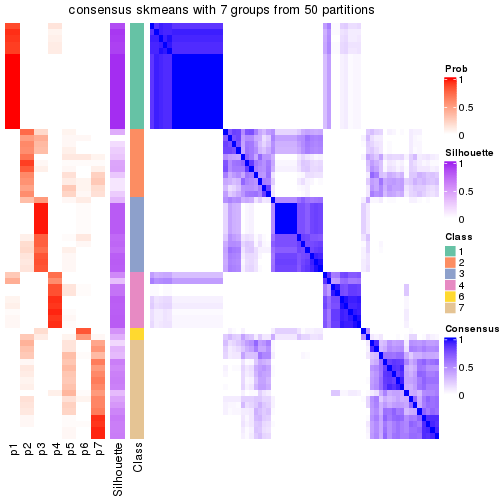 consensus skmeans with 7 groups from 50 partitions
p1
p2
p3
p4
p5
p6
p7
Silhouette
Class
Prob
1
0.5
0
Silhouette
1
0.5
0
Class
1
2
3
4
6
7
Consensus
1
0.5
0